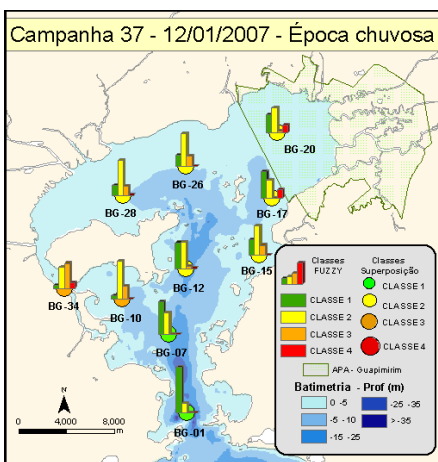 Campanha 37 - 12/01/2007 - Época chuvosa
BG-20
BG-26
BG-28
BG-17
BG-15
BG-12
BG-34
BG-10
BG-07
BG-01
N
0 4,000 8,000
m
Classes
FUZZY
Classes
Superposição
CLASSE 1
CLASSE 2
CLASSE 3
CLASSE 4
CLASSE 1
CLASSE 2
CLASSE 3
CLASSE 4
APA - Guapimirim
Batimetria - Prof (m)
0 -5
-5 -10
-15 -25
-25 -35
>-35